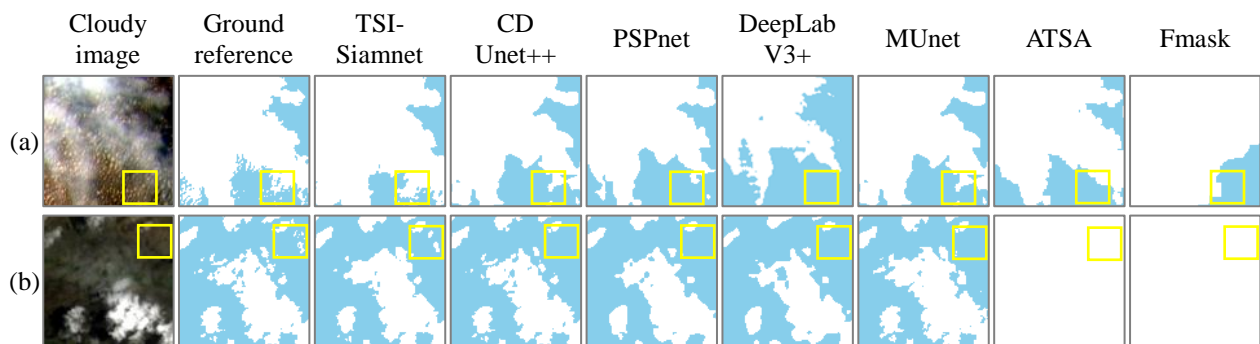 Cloudy image
Ground reference
TSI-Siamnet
CD Unet++
PSPnet
DeepLab V3+
MUnet
ATSA
Fmask
(a)
(b)